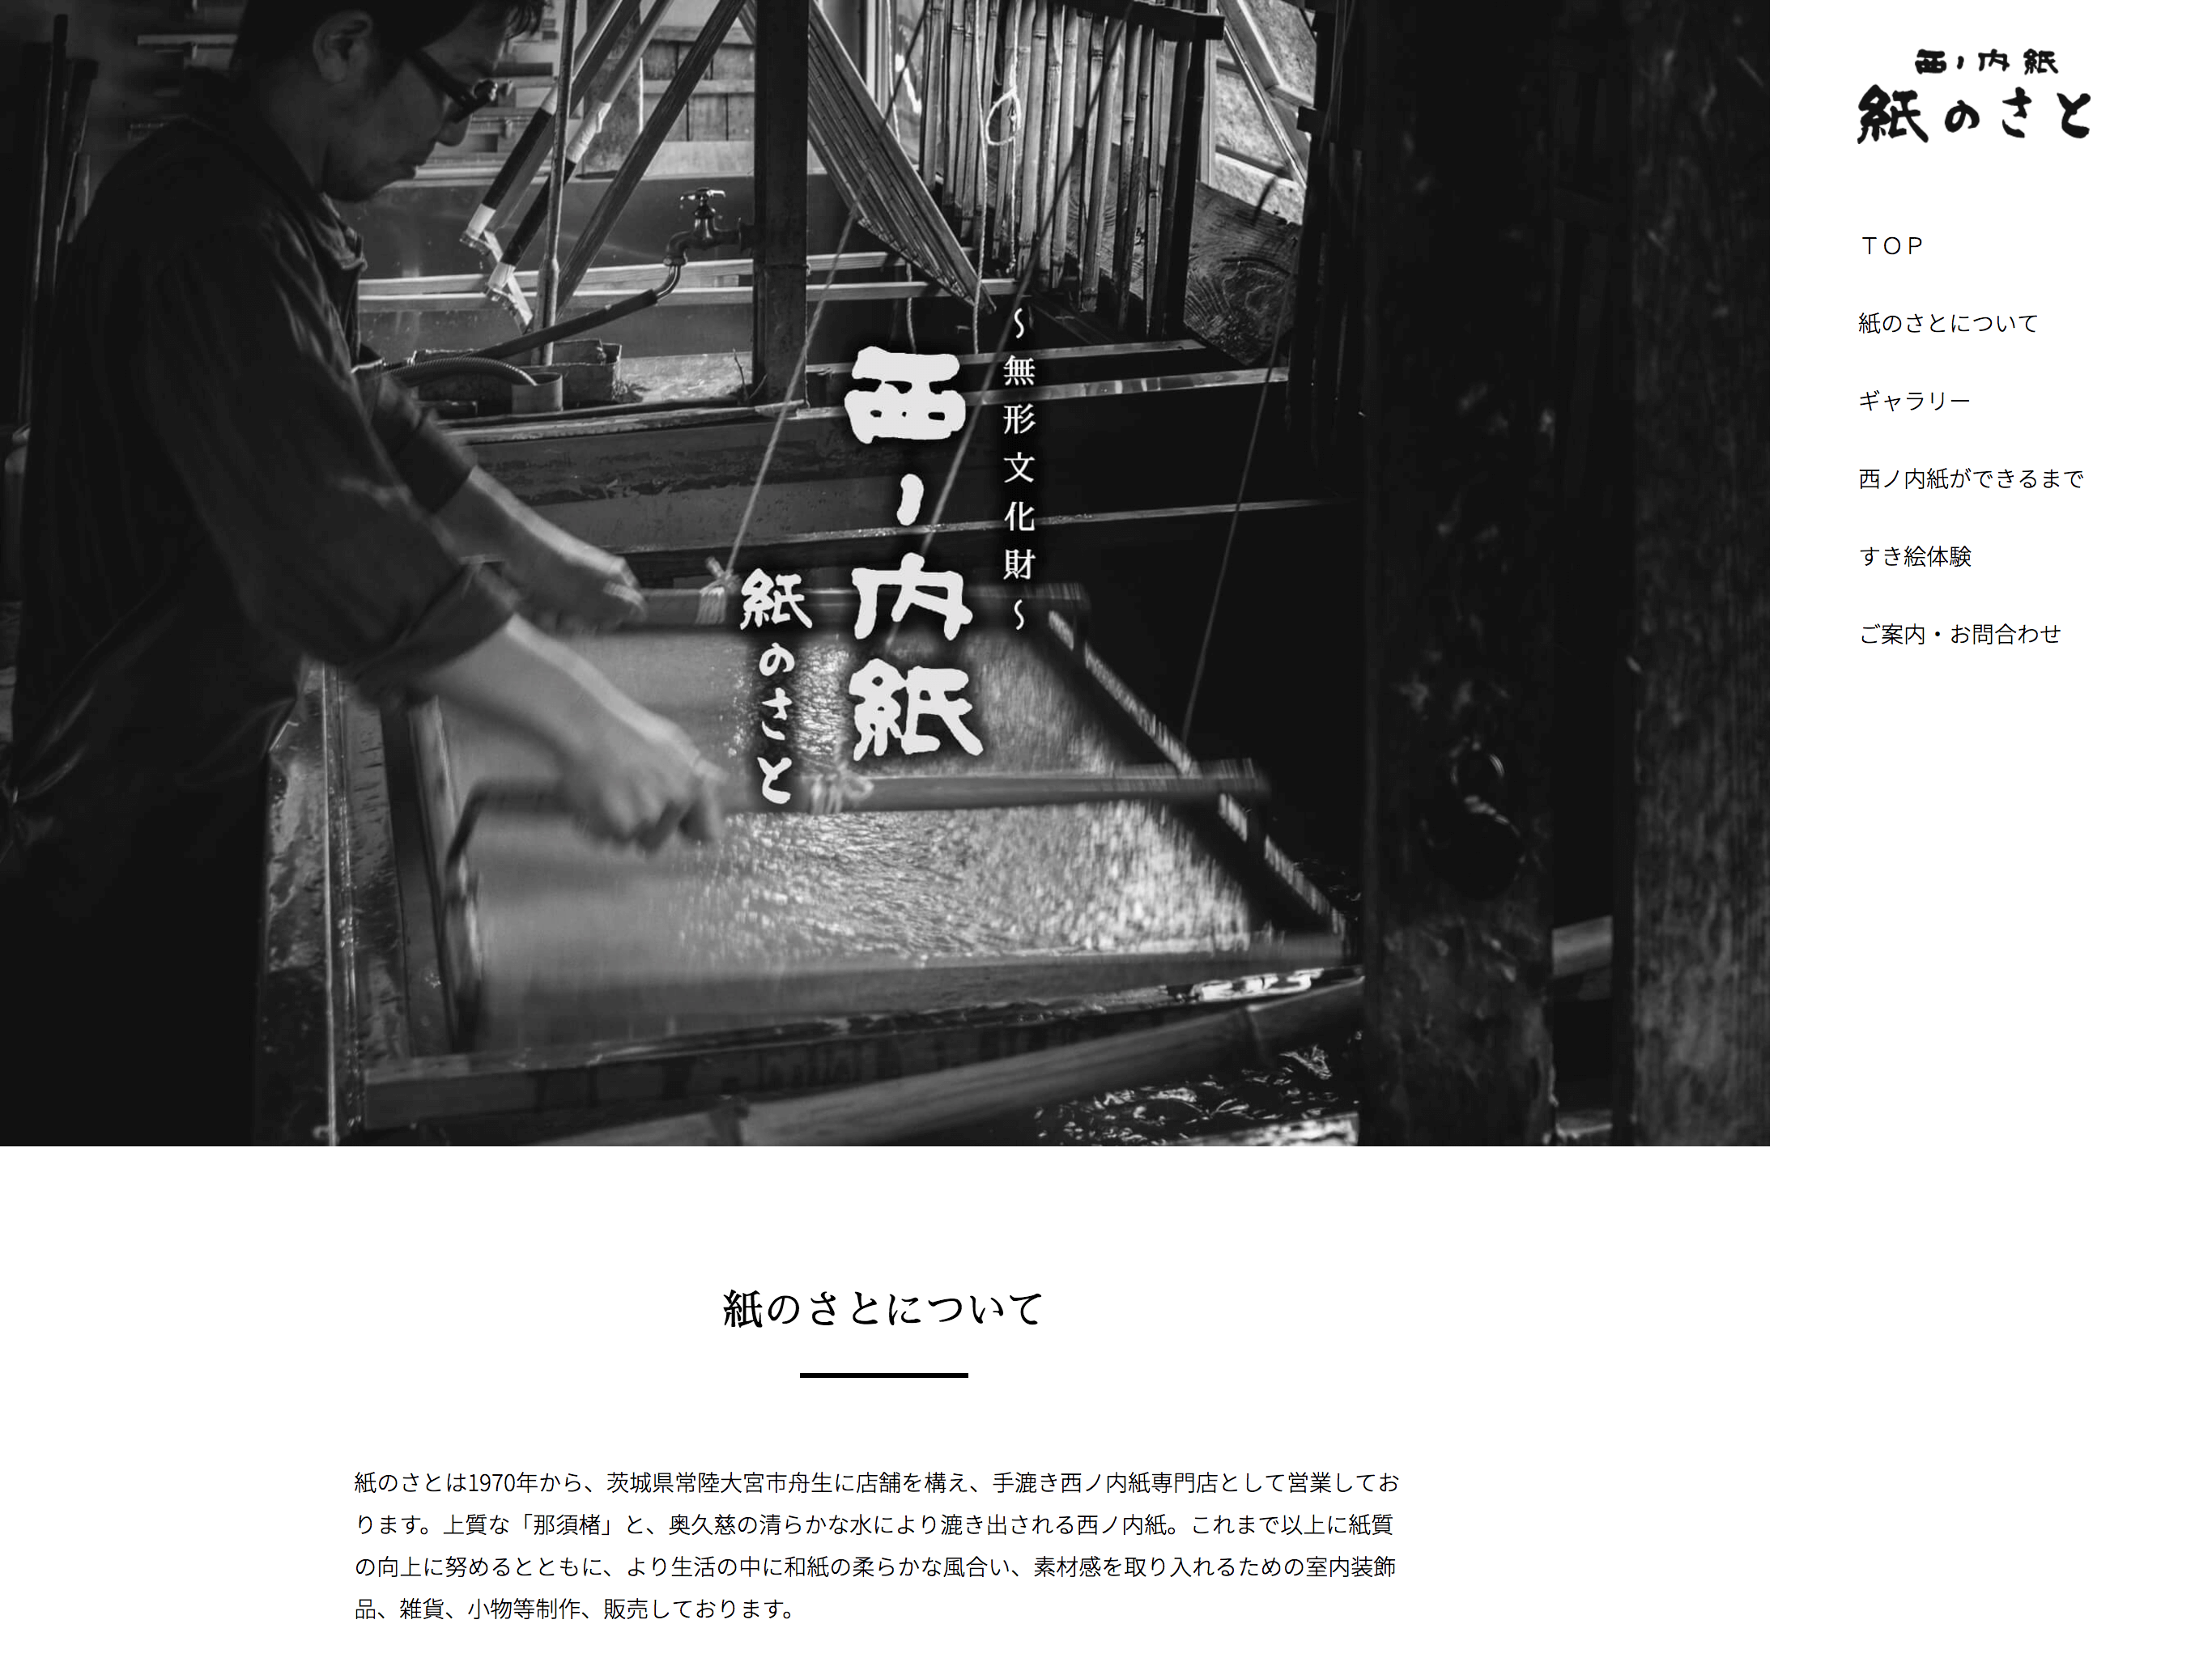 ～無形文化財～
西ノ内紙
紙のさと
西ノ内紙
紙のさと
ＴＯＰ
紙のさとについて
ギャラリー
西ノ内紙ができるまで
すき絵体験
ご案内・お問合わせ
紙のさとについて
紙のさとは1970年から、茨城県常陸大宮市舟生に店舗を構え、手漉き西ノ内紙専門店として営業してお
ります。上質な「那須楮」と、奥久慈の清らかな水により漉き出される西ノ内紙。これまで以上に紙質
の向上に努めるとともに、より生活の中に和紙の柔らかな風合い、素材感を取り入れるための室内装飾
品、雑貨、小物等制作、販売しております。